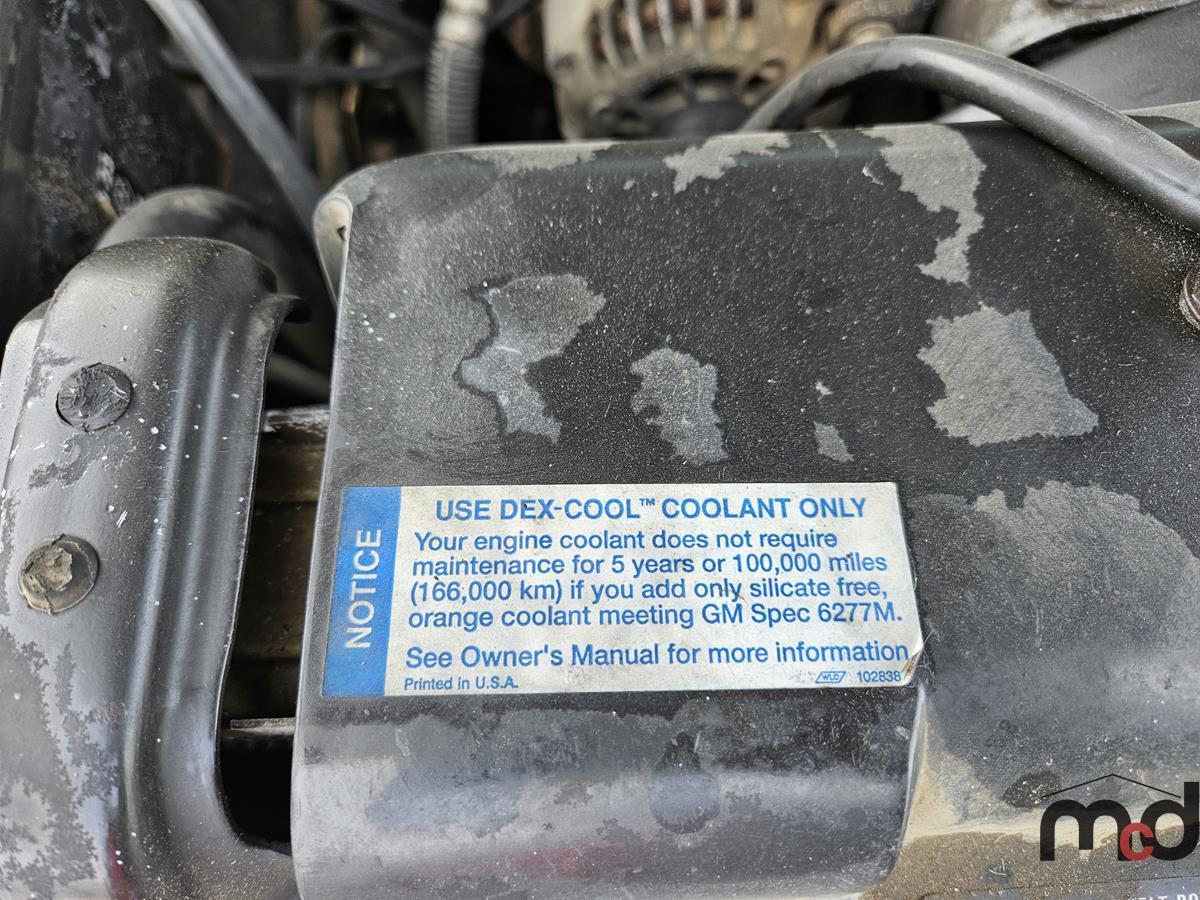 NOTICE
USE DEX-COOL™ COOLANT ONLY
Your engine coolant does not require
maintenance for 5 years or 100,000 miles
(166,000 km) if you add only silicate free,
orange coolant meeting GM Spec 6277M.
See Owner's Manual for more information
Printed in U.S.A.
WLC 102838
mcd